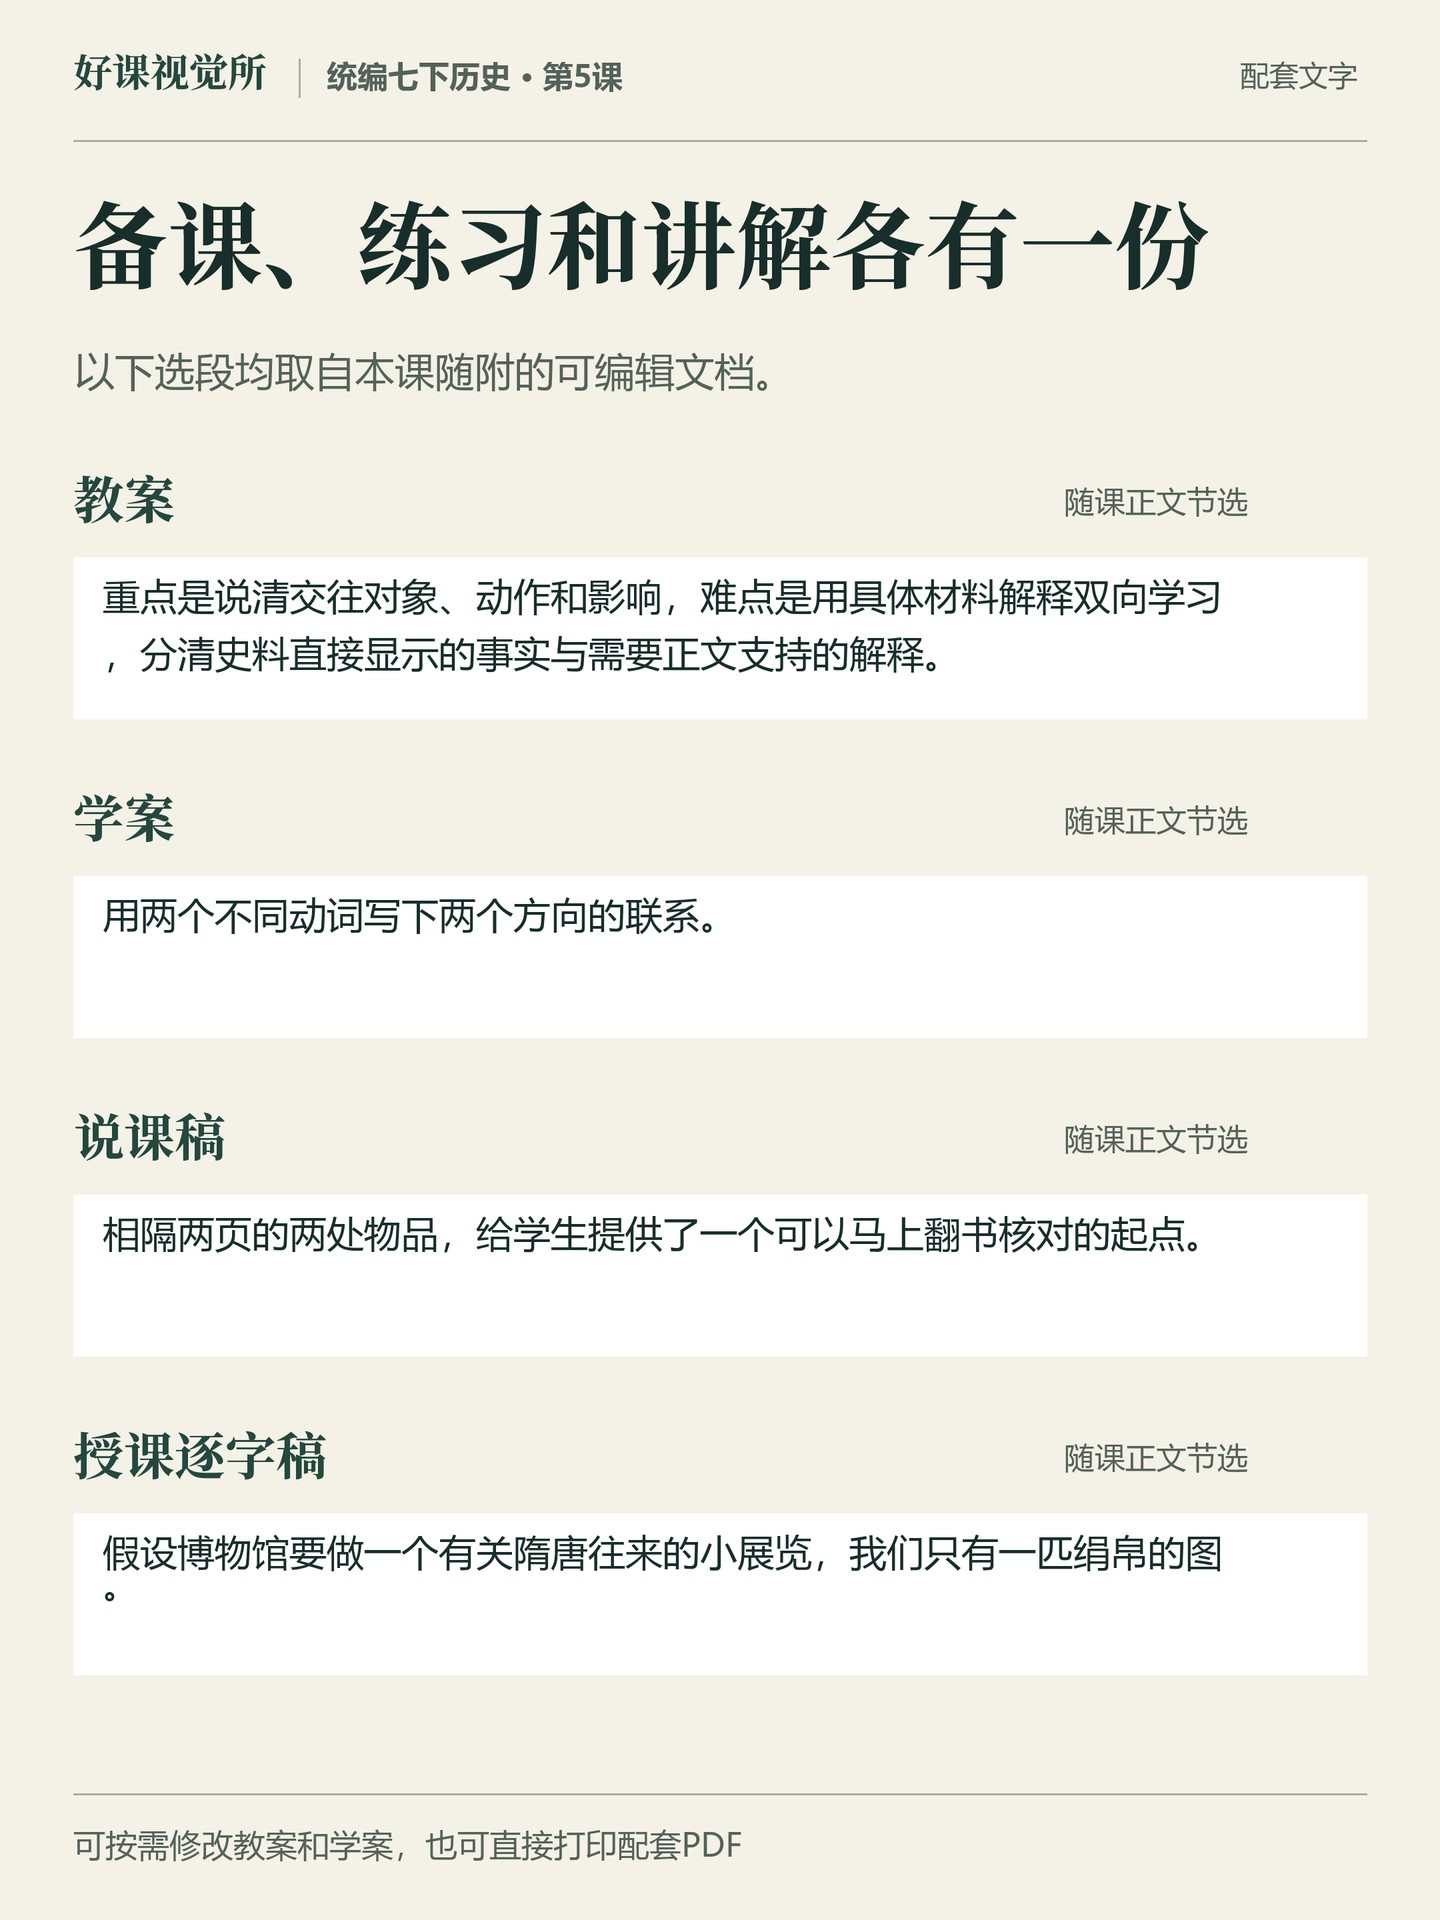 好课视觉所 统编七下历史·第5课 配套文字
备课、练习和讲解各有一份
以下选段均取自本课随附的可编辑文档。
教案 随课正文节选
重点是说清交往对象、动作和影响，难点是用具体材料解释双向学习
，分清史料直接显示的事实与需要正文支持的解释。
学案 随课正文节选
用两个不同动词写下两个方向的联系。
说课稿 随课正文节选
相隔两页的两处物品，给学生提供了一个可以马上翻书核对的起点。
授课逐字稿 随课正文节选
假设博物馆要做一个有关隋唐往来的小展览，我们只有一匹绢帛的图
。
可按需修改教案和学案，也可直接打印配套PDF